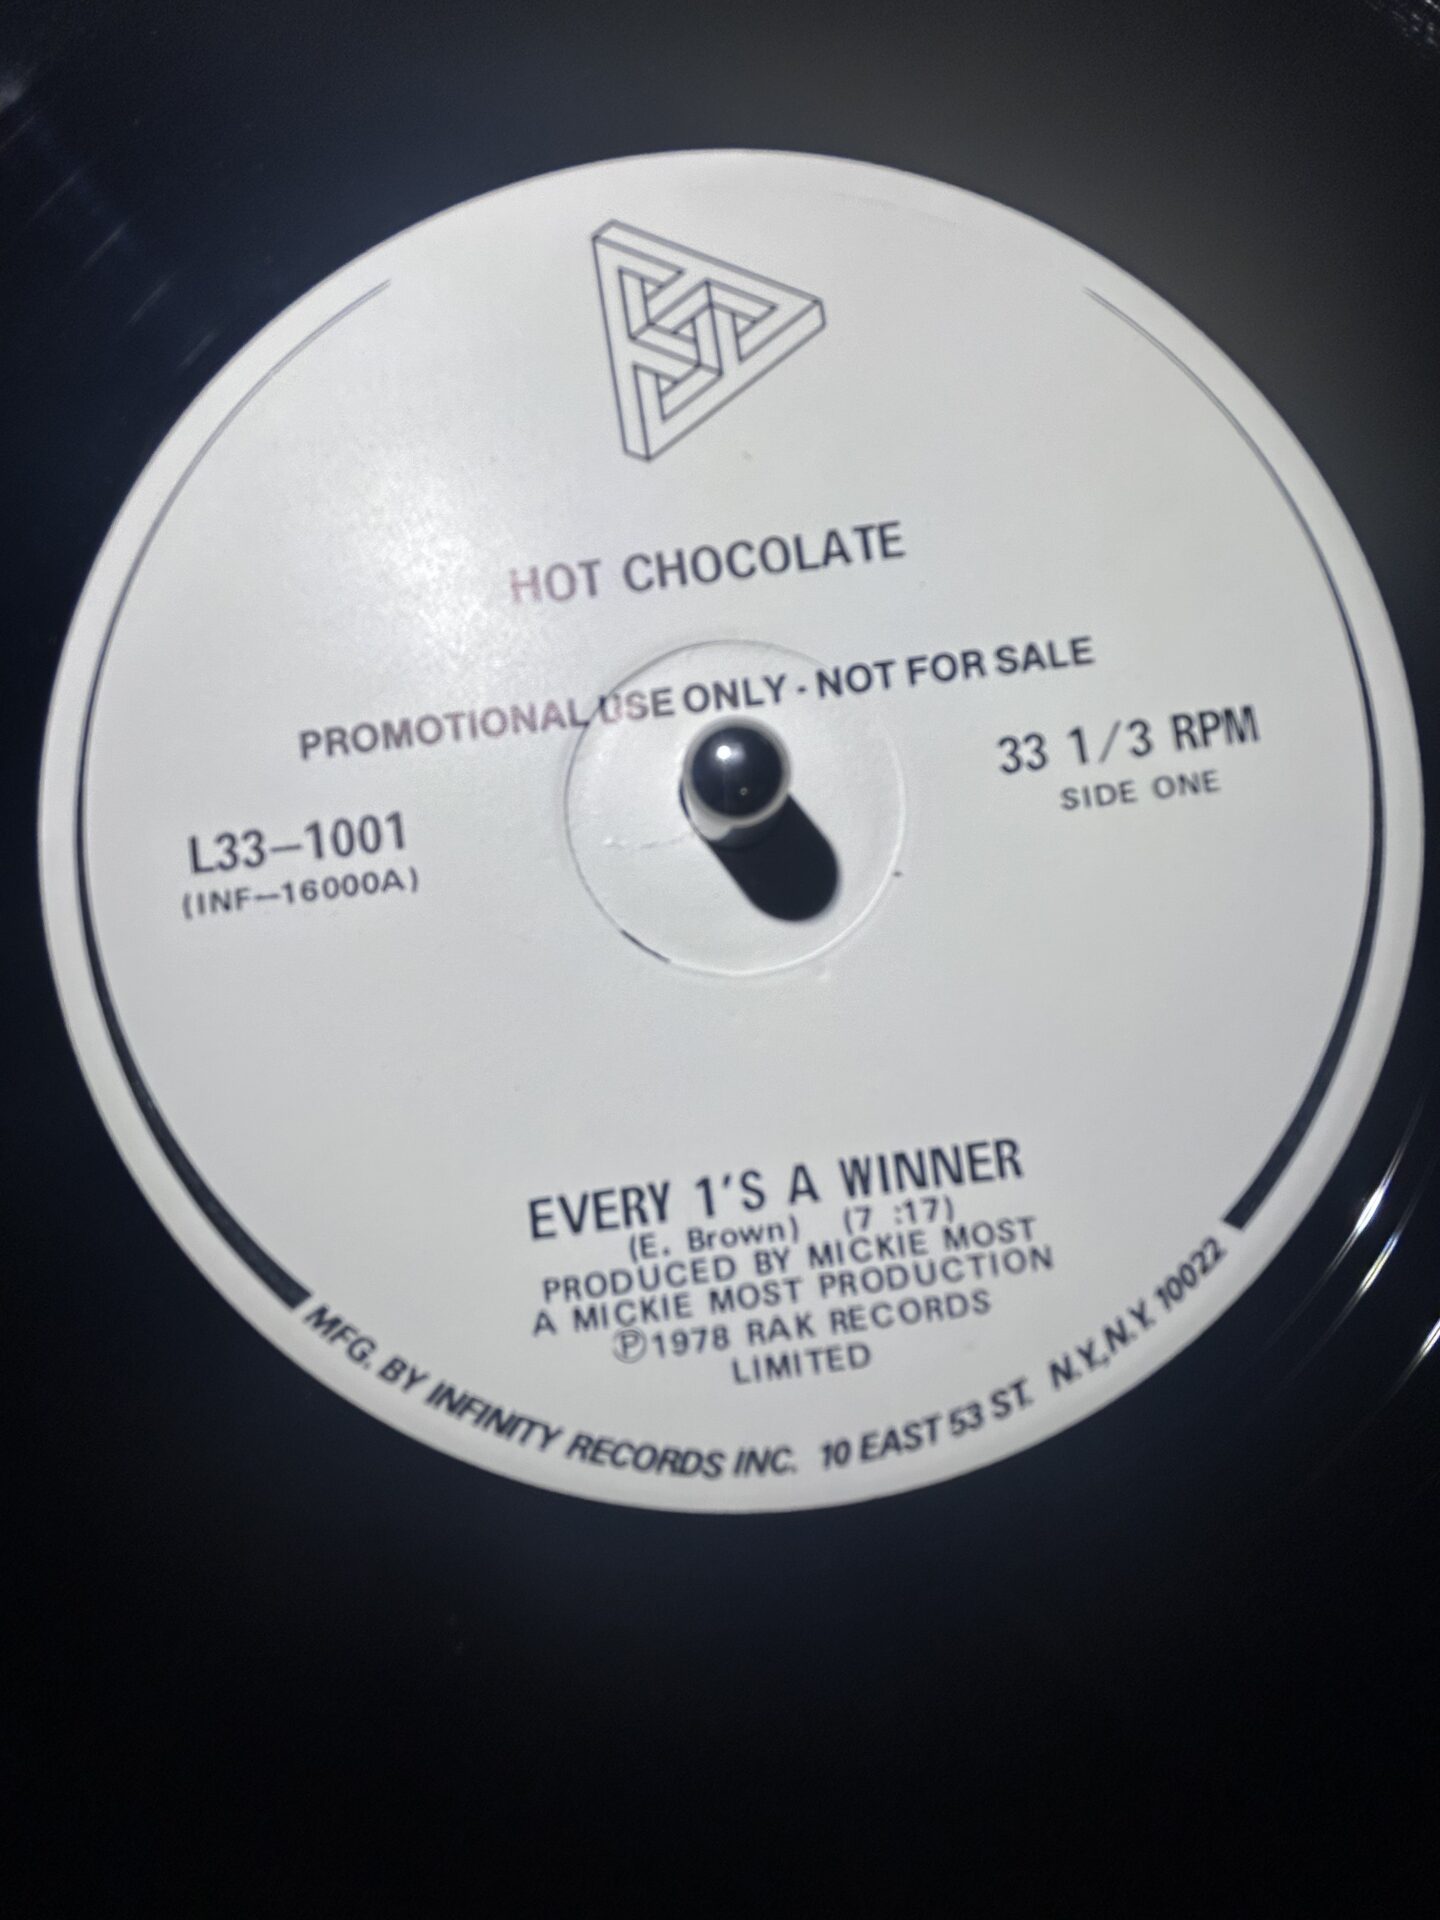 HOT CHOCOLATE
PROMOTIONAL USE ONLY - NOT FOR SALE
33 1/3 RPM
SIDE ONE
L33-1001
(INF-16000A)
EVERY 1'S A WINNER
(E. Brown) (7 :17)
PRODUCED BY MICKIE MOST
A MICKIE MOST PRODUCTION
Ⓟ1978 RAK RECORDS
LIMITED
MFG. BY INFINITY RECORDS INC. 10 EAST 53 ST. N.Y., N.Y. 10022